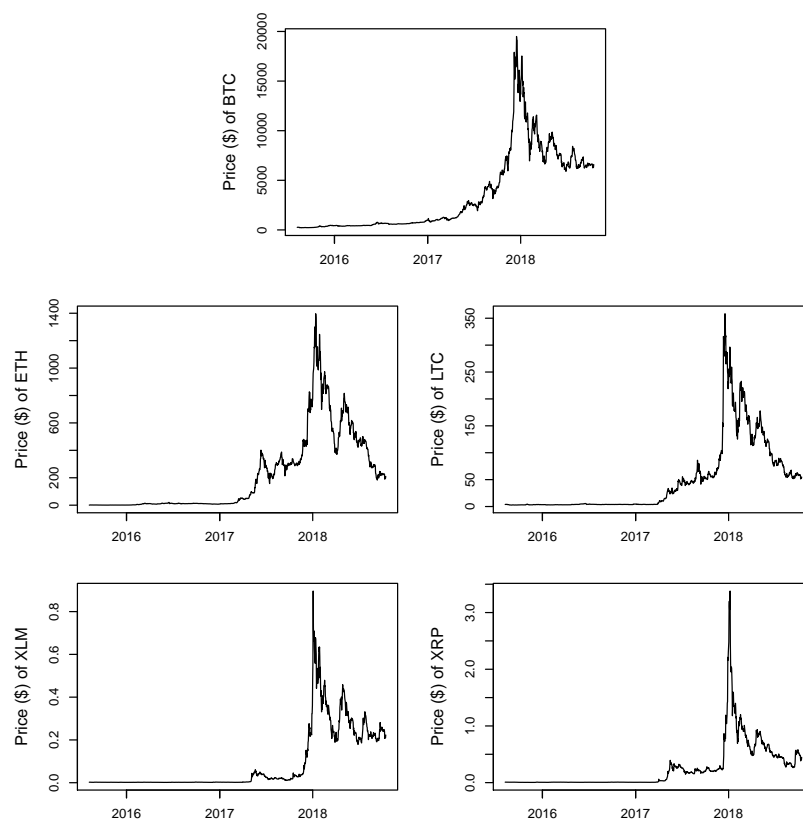 Price ($) of BTC
20000
15000
10000
5000
0
2016 2017 2018
Price ($) of ETH
1400
1000
600
200
0
2016 2017 2018
Price ($) of LTC
350
250
150
50
0
2016 2017 2018
Price ($) of XLM
0.8
0.6
0.4
0.2
0.0
2016 2017 2018
Price ($) of XRP
3.0
2.0
1.0
0.0
2016 2017 2018